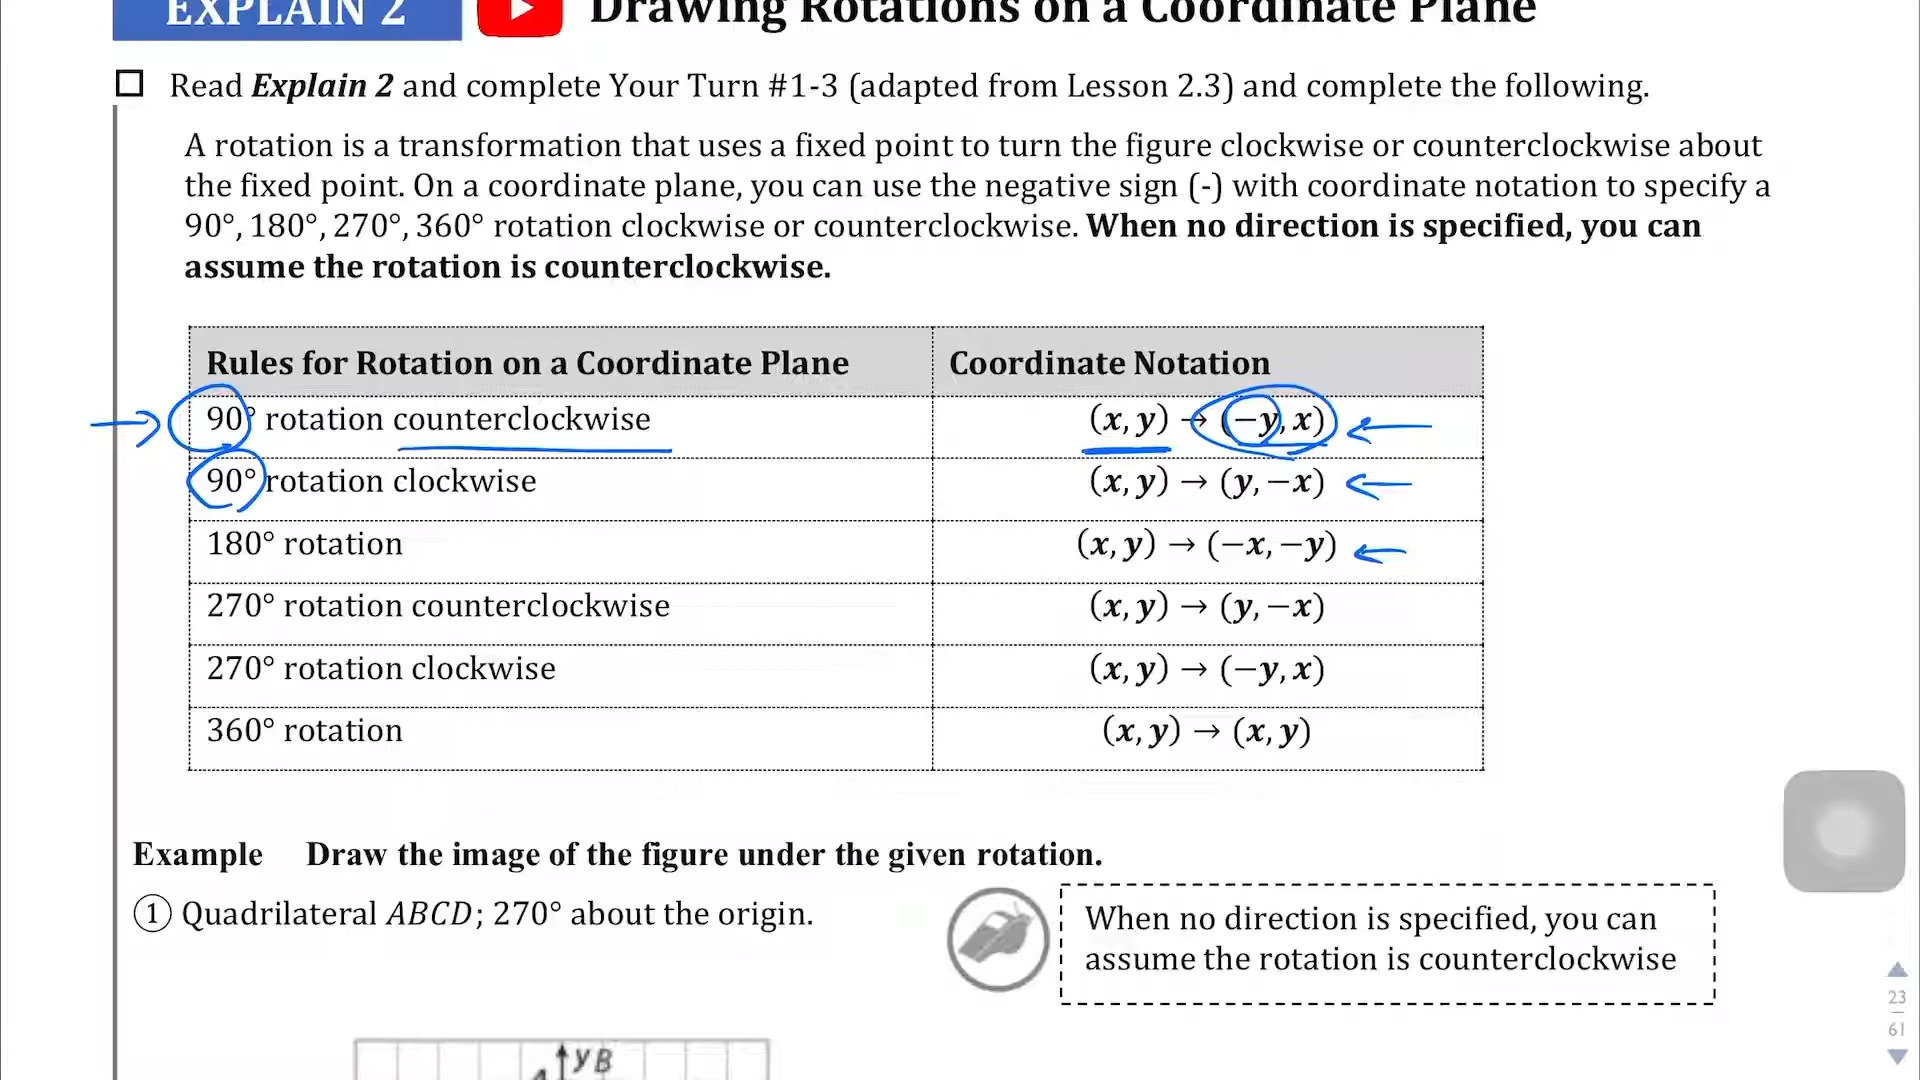 EXPLAIN 2 Drawing Rotations on a Coordinate Plane
Read Explain 2 and complete Your Turn #1-3 (adapted from Lesson 2.3) and complete the following.
A rotation is a transformation that uses a fixed point to turn the figure clockwise or counterclockwise about
the fixed point. On a coordinate plane, you can use the negative sign (-) with coordinate notation to specify a
90°, 180°, 270°, 360° rotation clockwise or counterclockwise. When no direction is specified, you can
assume the rotation is counterclockwise.
Rules for Rotation on a Coordinate Plane Coordinate Notation
90° rotation counterclockwise (x, y) → (−y, x)
90° rotation clockwise (x, y) → (y, −x)
180° rotation (x, y) → (−x, −y)
270° rotation counterclockwise (x, y) → (y, −x)
270° rotation clockwise (x, y) → (−y, x)
360° rotation (x, y) → (x, y)
Example Draw the image of the figure under the given rotation.
① Quadrilateral ABCD; 270° about the origin.
When no direction is specified, you can
assume the rotation is counterclockwise
23
61
y B